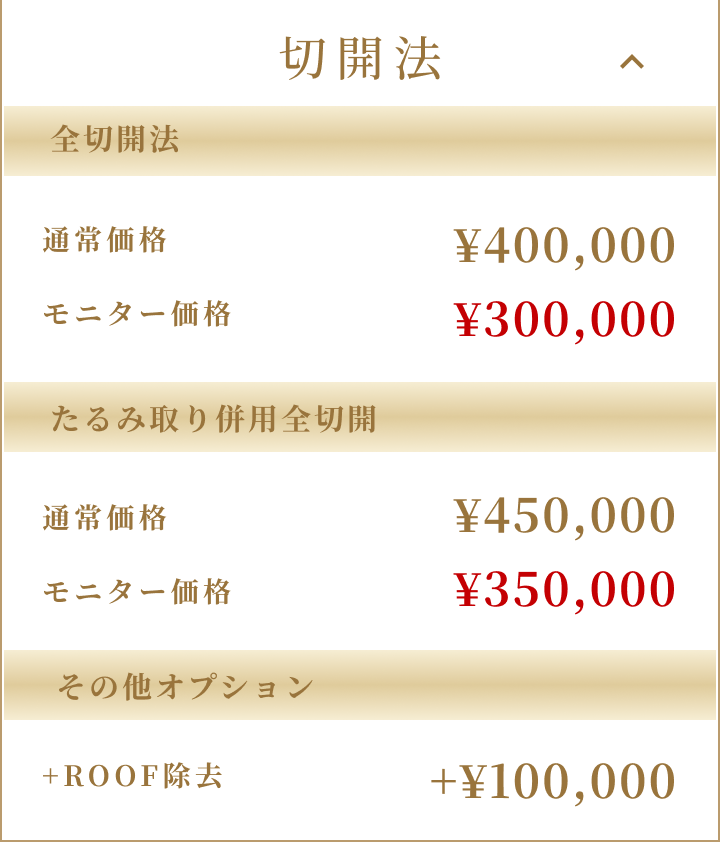 切開法
全切開法
通常価格 ¥400,000
モニター価格 ¥300,000
たるみ取り併用全切開
通常価格 ¥450,000
モニター価格 ¥350,000
その他オプション
+ROOF除去 +¥100,000